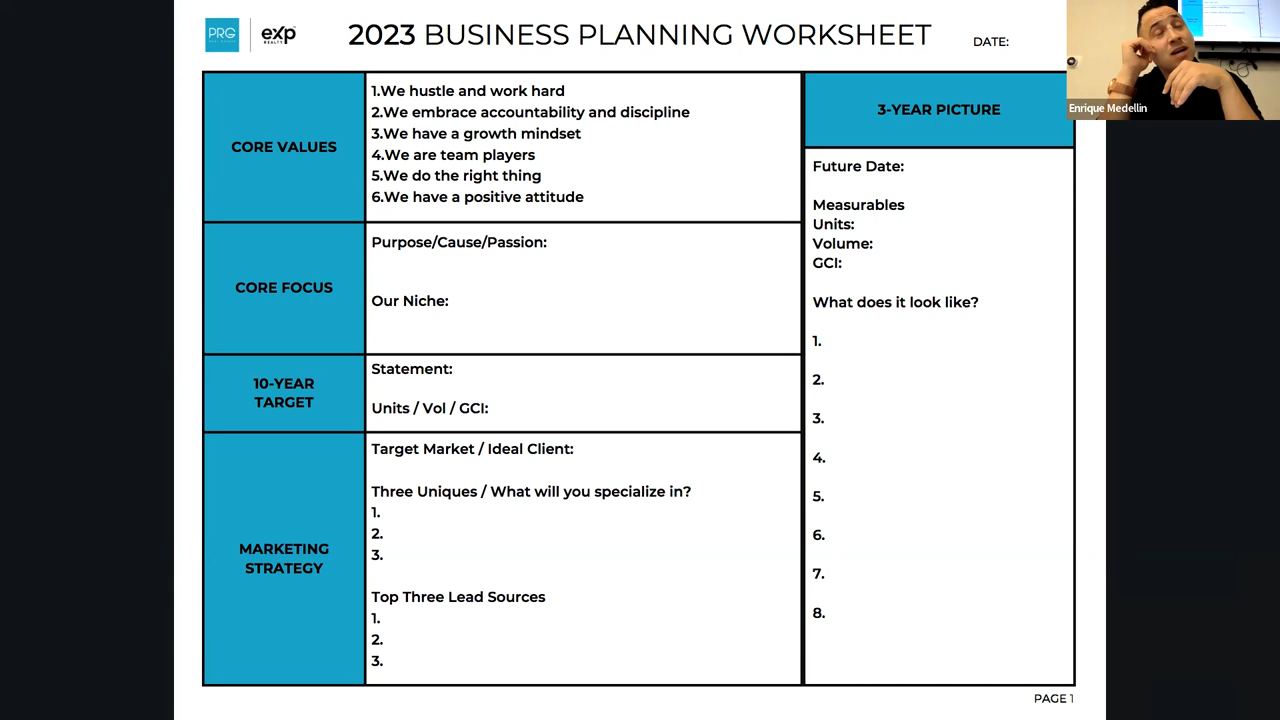 PRG
exp
REALTY
2023 BUSINESS PLANNING WORKSHEET
DATE:
Enrique Medellin
CORE VALUES
1.We hustle and work hard
2.We embrace accountability and discipline
3.We have a growth mindset
4.We are team players
5.We do the right thing
6.We have a positive attitude
CORE FOCUS
Purpose/Cause/Passion:
Our Niche:
10-YEAR
TARGET
Statement:
Units / Vol / GCI:
MARKETING
STRATEGY
Target Market / Ideal Client:
Three Uniques / What will you specialize in?
1.
2.
3.
Top Three Lead Sources
1.
2.
3.
3-YEAR PICTURE
Future Date:
Measurables
Units:
Volume:
GCI:
What does it look like?
1.
2.
3.
4.
5.
6.
7.
8.
PAGE 1